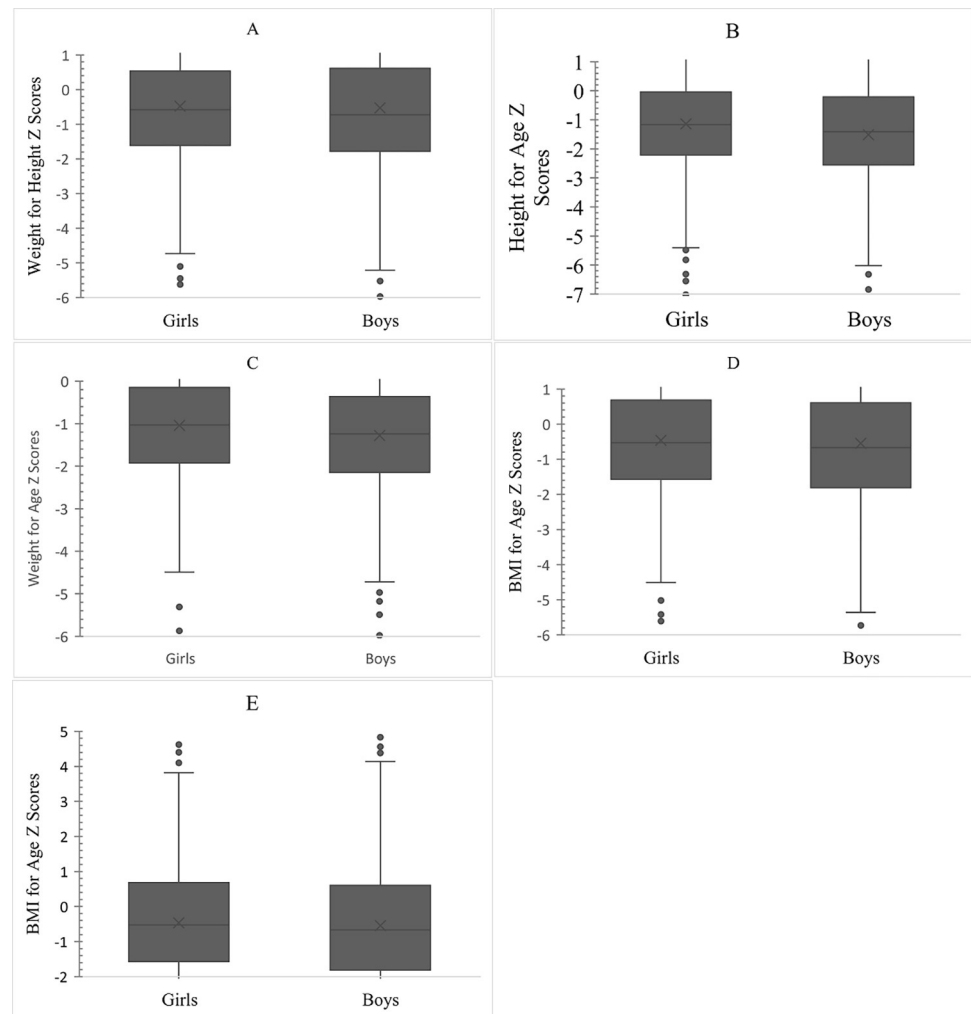 A
Weight for Height Z Scores
1
0
-1
-2
-3
-4
-5
-6
Girls
Boys
B
Height for Age Z
Scores
1
0
-1
-2
-3
-4
-5
-6
-7
Girls
Boys
C
Weight for Age Z Scores
0
-1
-2
-3
-4
-5
-6
Girls
Boys
D
BMI for Age Z Scores
1
0
-1
-2
-3
-4
-5
-6
Girls
Boys
E
BMI for Age Z Scores
5
4
3
2
1
0
-1
-2
Girls
Boys